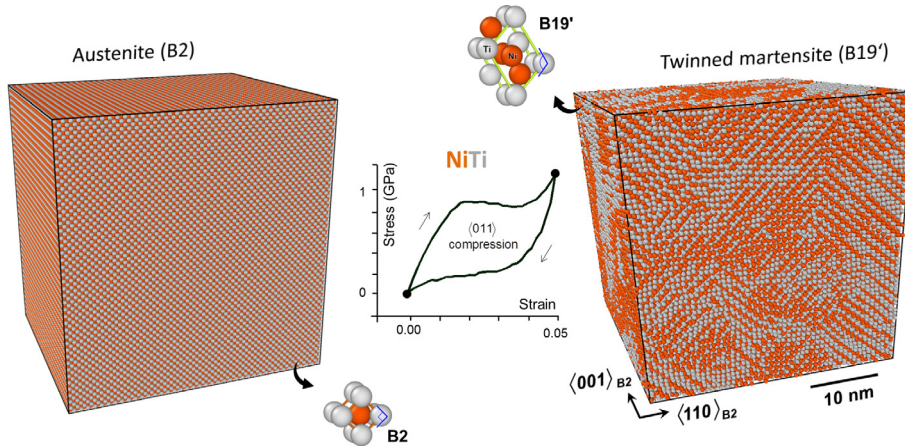 Austenite (B2)
B19'
Ti
Ni
Twinned martensite (B19‘)
NiTi
Stress (GPa)
1
0
⟨011⟩
compression
Strain
0.00
0.05
B2
⟨001⟩ B2
⟨110⟩ B2
10 nm